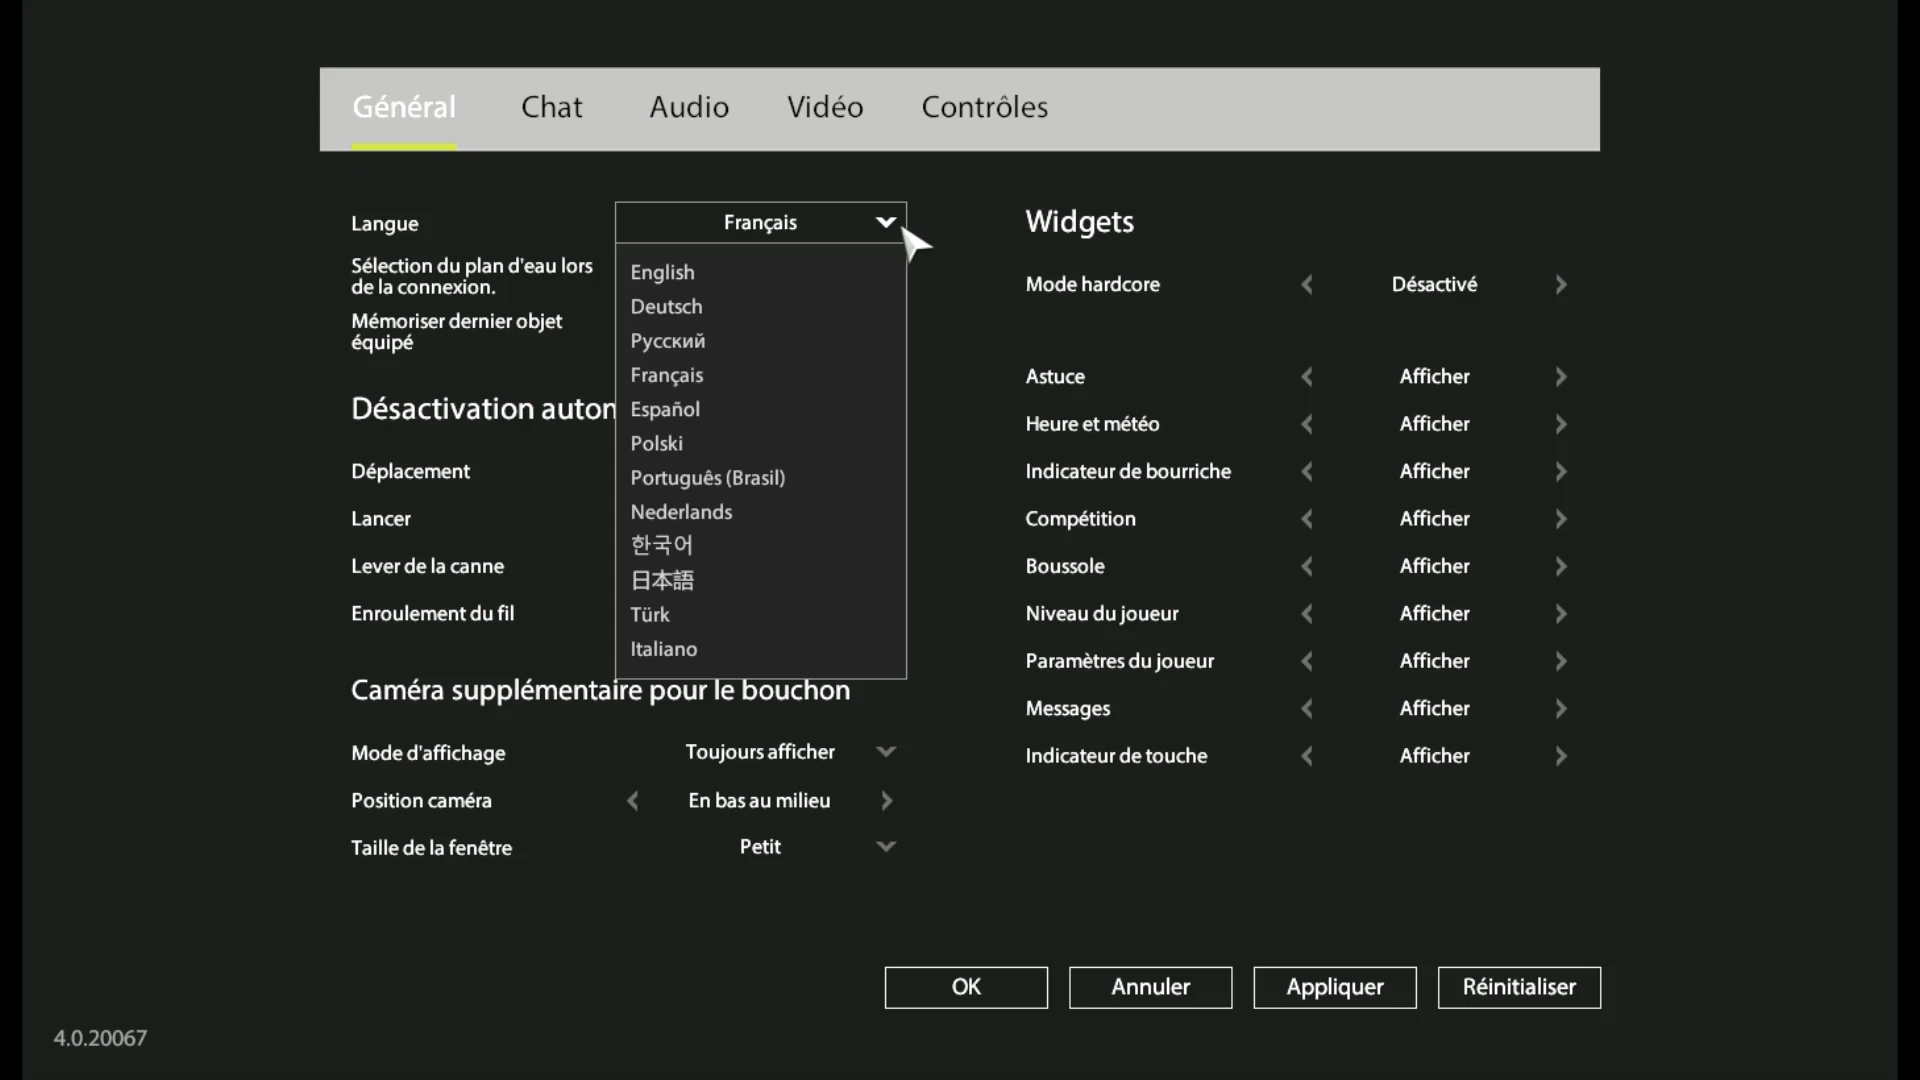 Général
Chat
Audio
Vidéo
Contrôles
Langue
Français
English
Deutsch
Русский
Français
Español
Polski
Português (Brasil)
Nederlands
한국어
日本語
Türk
Italiano
Sélection du plan d'eau lors
de la connexion.
Mémoriser dernier objet
équipé
Désactivation autom
Déplacement
Lancer
Lever de la canne
Enroulement du fil
Caméra supplémentaire pour le bouchon
Mode d'affichage
Toujours afficher
Position caméra
En bas au milieu
Taille de la fenêtre
Petit
Widgets
Mode hardcore
Désactivé
Astuce
Afficher
Heure et météo
Afficher
Indicateur de bourriche
Afficher
Compétition
Afficher
Boussole
Afficher
Niveau du joueur
Afficher
Paramètres du joueur
Afficher
Messages
Afficher
Indicateur de touche
Afficher
OK
Annuler
Appliquer
Réinitialiser
4.0.20067